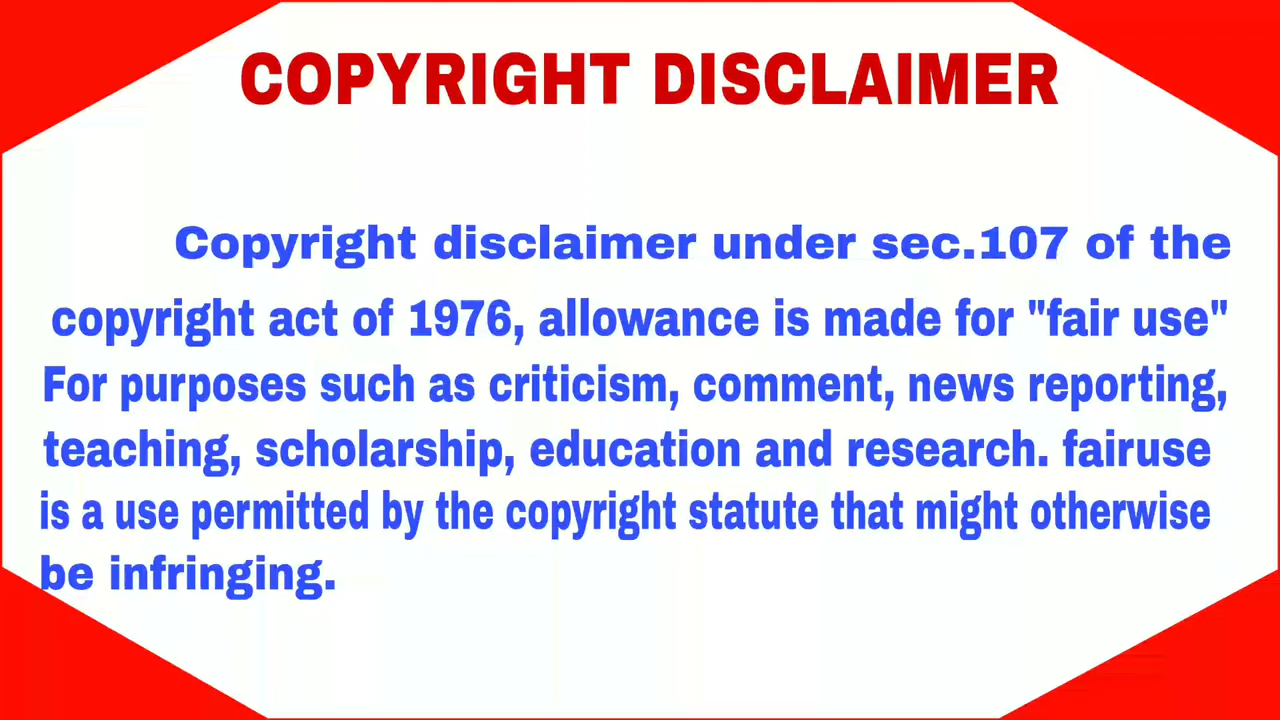 COPYRIGHT DISCLAIMER
Copyright disclaimer under sec.107 of the
copyright act of 1976, allowance is made for "fair use"
For purposes such as criticism, comment, news reporting,
teaching, scholarship, education and research. fairuse
is a use permitted by the copyright statute that might otherwise
be infringing.